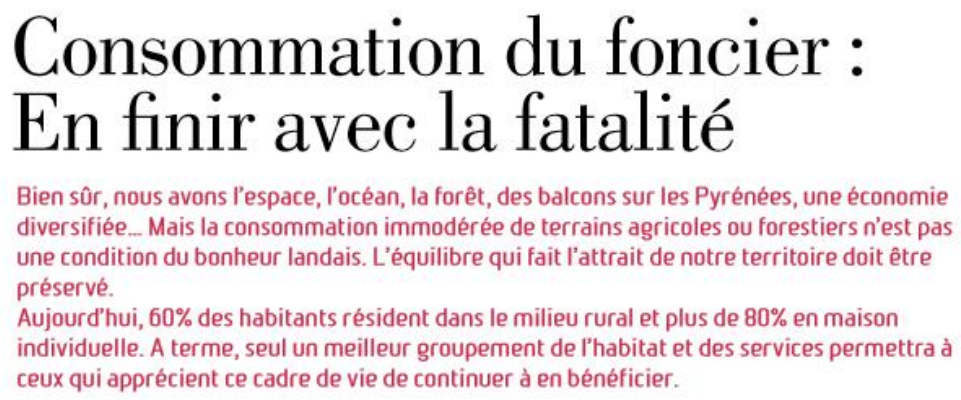 Consommation du foncier :
En finir avec la fatalité
Bien sûr, nous avons l'espace, l'océan, la forêt, des balcons sur les Pyrénées, une économie
diversifiée... Mais la consommation immodérée de terrains agricoles ou forestiers n'est pas
une condition du bonheur landais. L'équilibre qui fait l'attrait de notre territoire doit être
préservé.
Aujourd'hui, 60% des habitants résident dans le milieu rural et plus de 80% en maison
individuelle. A terme, seul un meilleur groupement de l'habitat et des services permettra à
ceux qui apprécient ce cadre de vie de continuer à en bénéficier.